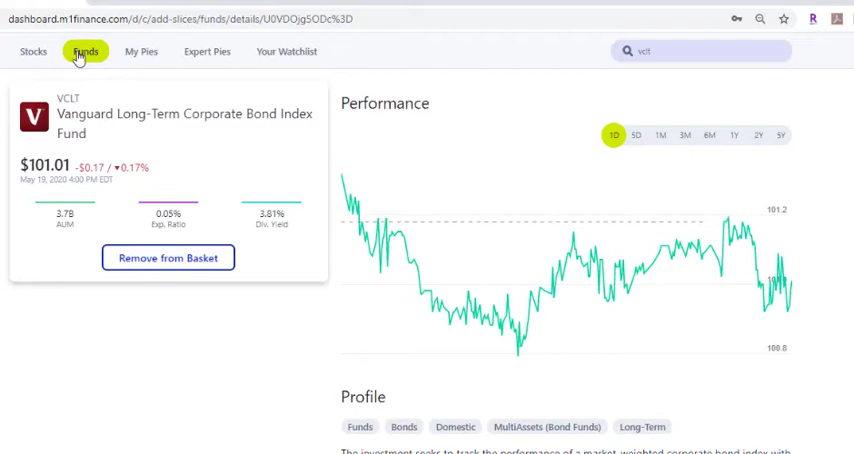 dashboard.m1finance.com/d/c/add-slices/funds/details/U0VDOjg5ODc%3D
R
Stocks Funds My Pies Expert Pies Your Watchlist vclt
V
VCLT
Vanguard Long-Term Corporate Bond Index
Fund
$101.01 -$0.17 / ▾0.17%
May 19, 2020 4:00 PM EDT
3.7B 0.05% 3.81%
AUM Exp. Ratio Div. Yield
Remove from Basket
Performance
1D 5D 1M 3M 6M 1Y 2Y 5Y
101.2
100.8
Profile
Funds Bonds Domestic MultiAssets (Bond Funds) Long-Term
The investment seeks to track the performance of a market-weighted corporate bond index with